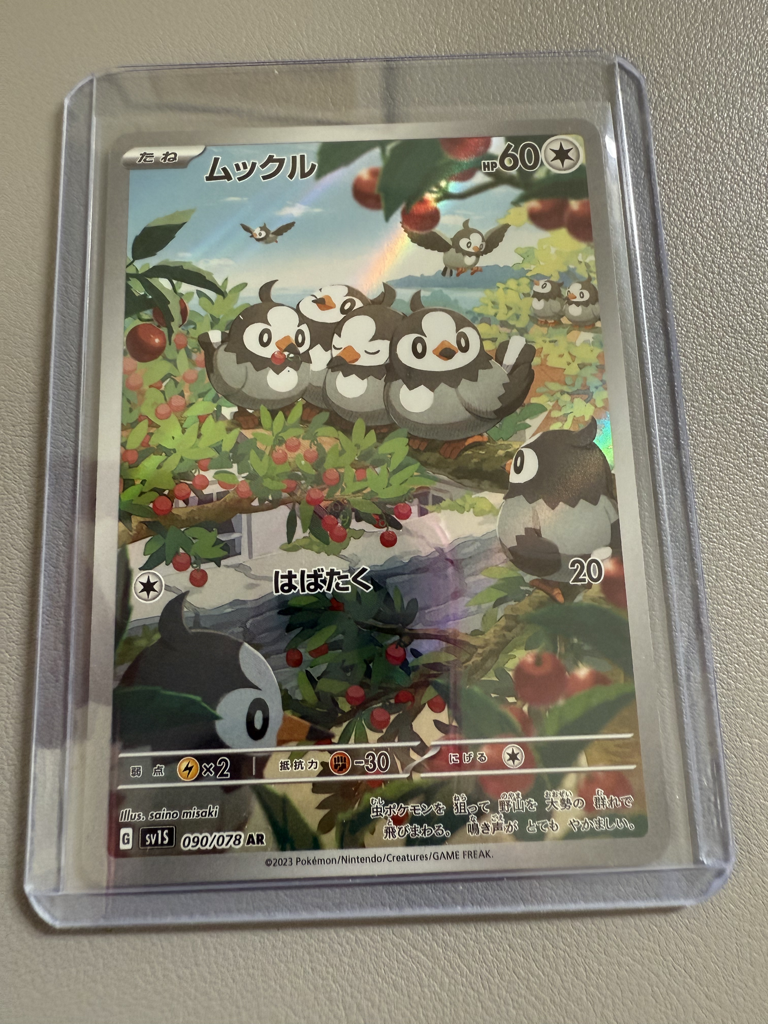 たね
ムックル
HP60
はばたく 20
弱点 ×2 抵抗力 -30 にげる
Illus. saino misaki
虫ポケモンを 狙って 野山を 大勢の 群れで
飛びまわる。 鳴き声が とても やかましい。
G sv1S 090/078 AR
©2023 Pokémon/Nintendo/Creatures/GAME FREAK.